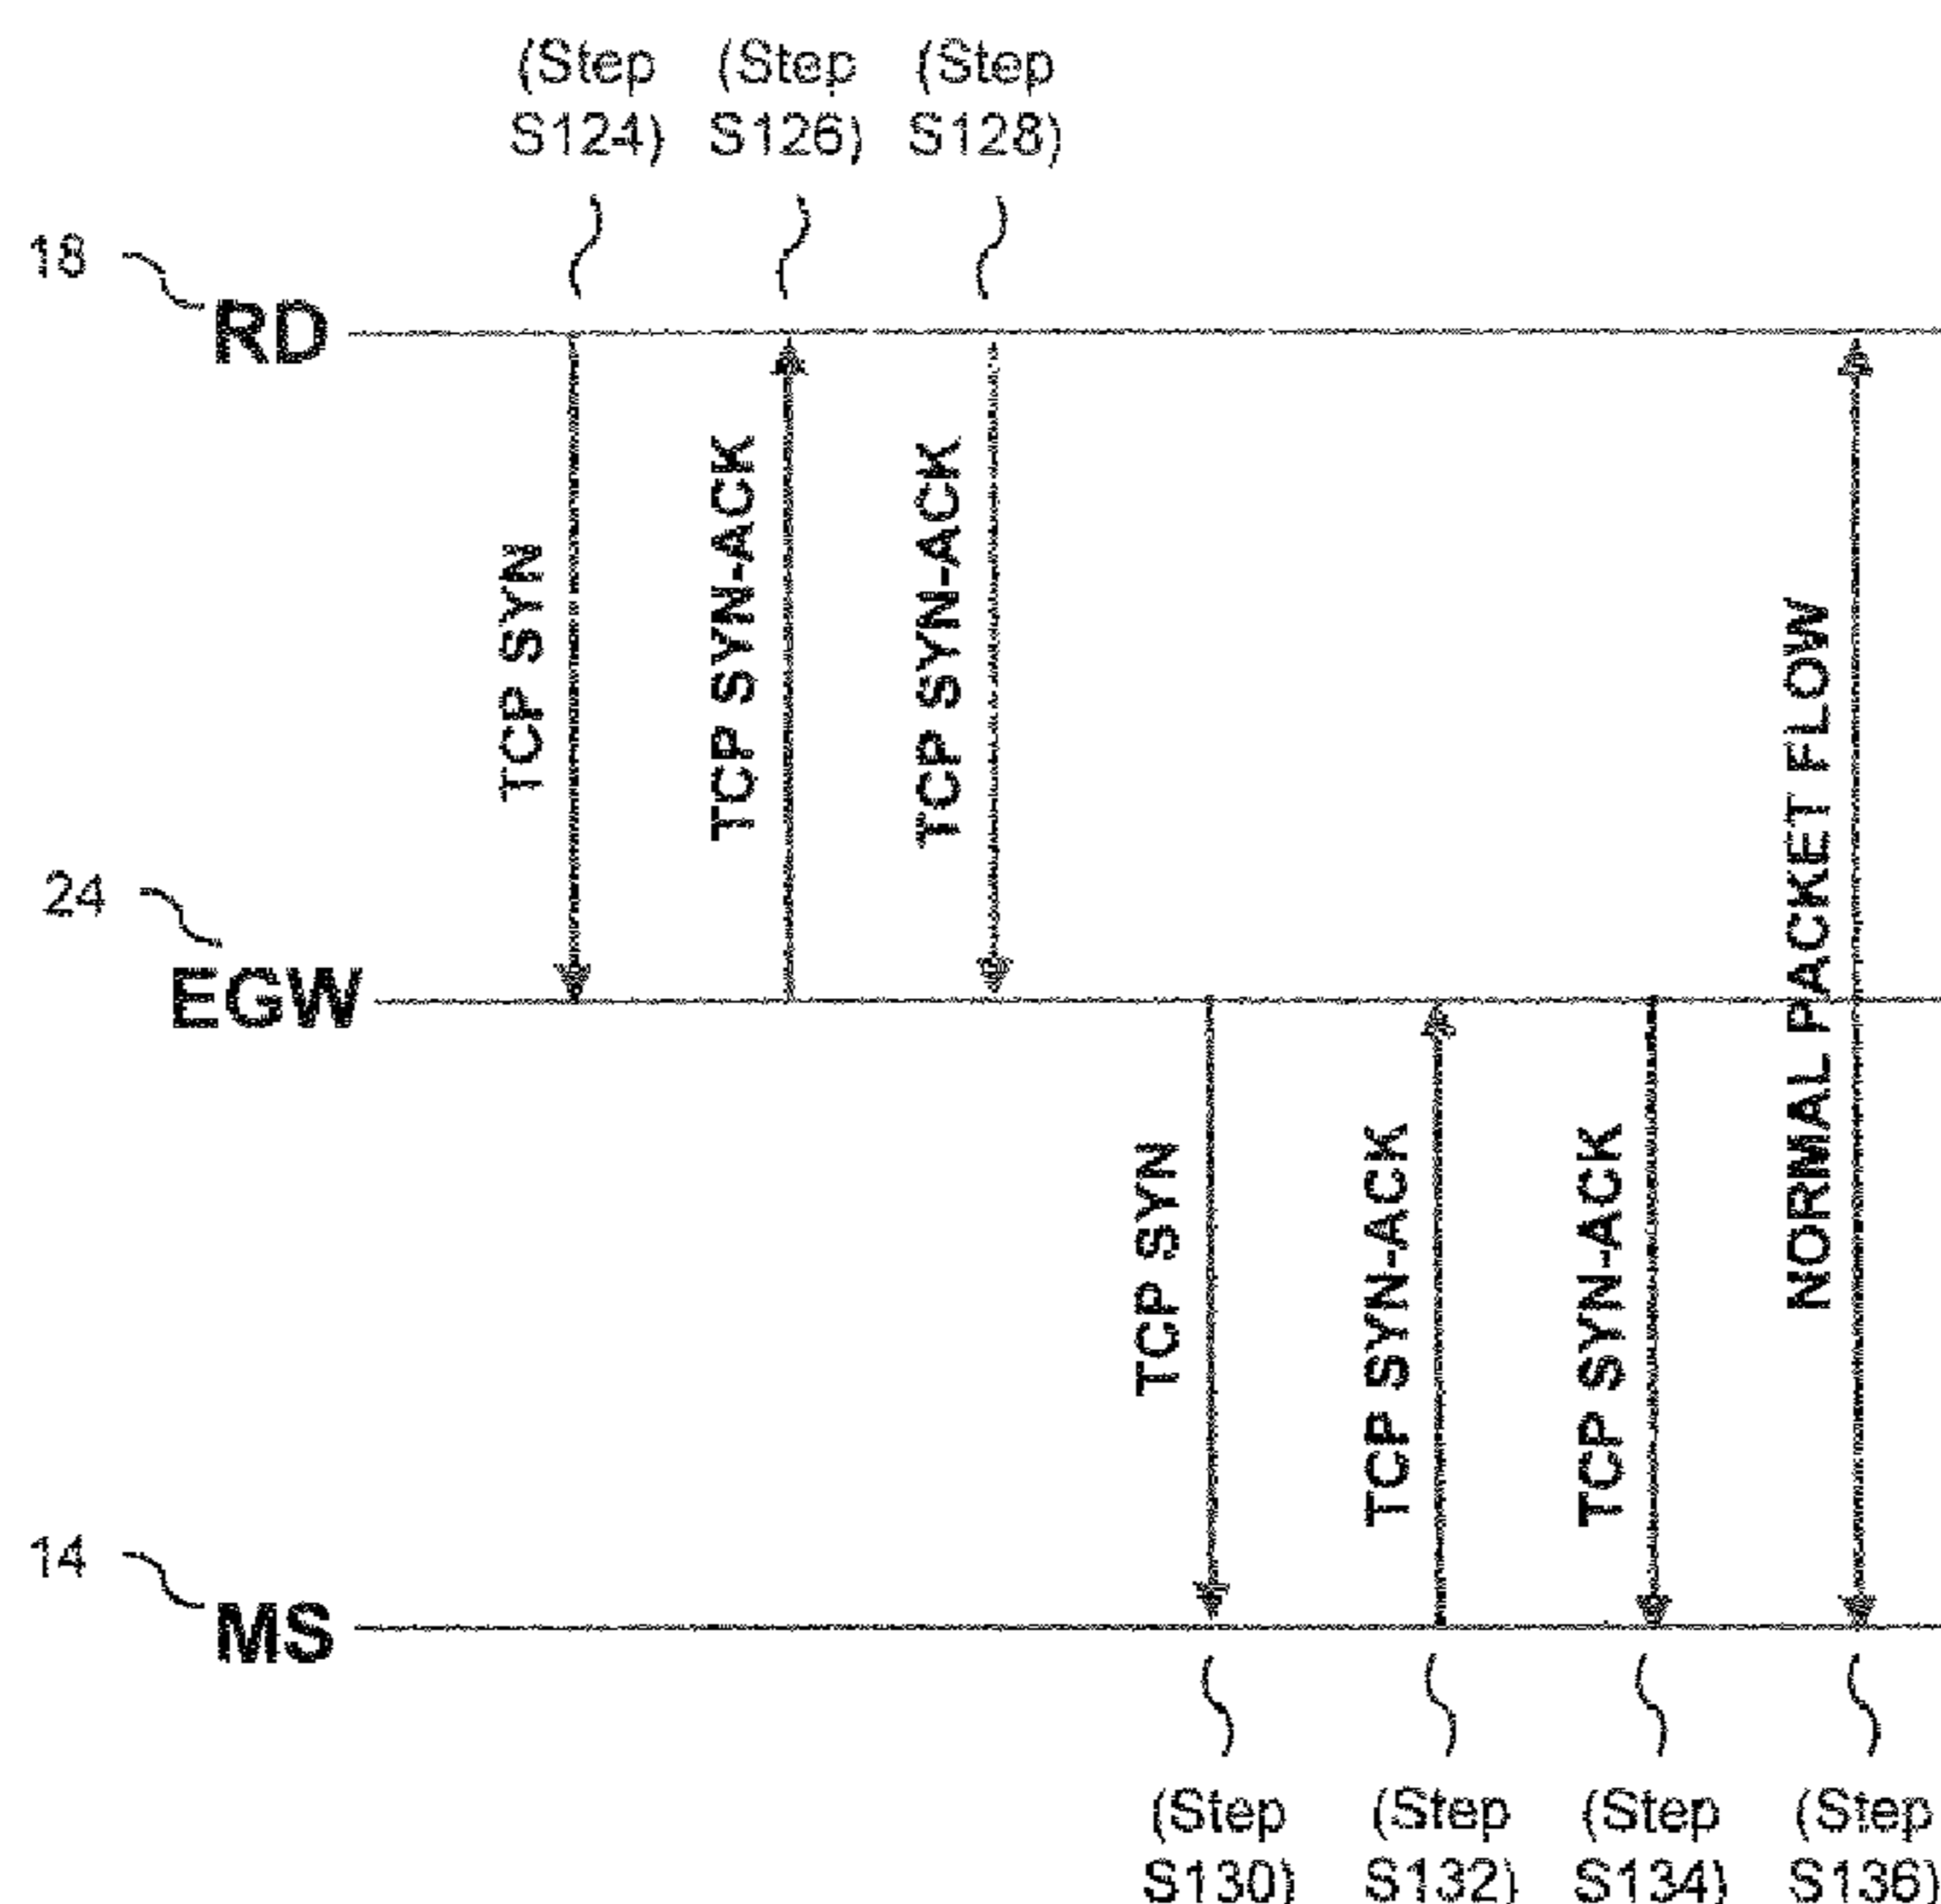 (Step S124)
(Step S126)
(Step S128)
18
RD
TCP SYN
TCP SYN-ACK
TCP SYN-ACK
NORMAL PACKET FLOW
24
EGW
TCP SYN
TCP SYN-ACK
TCP SYN-ACK
14
MS
(Step S130)
(Step S132)
(Step S134)
(Step S136)